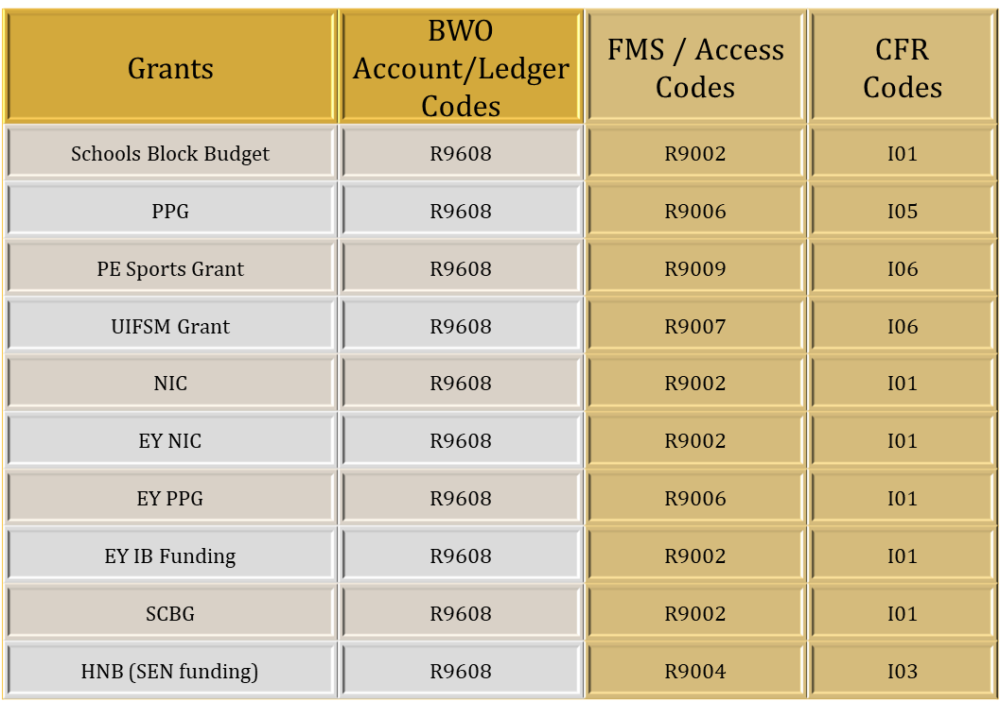 Grants BWO Account/Ledger Codes FMS / Access Codes CFR Codes
Schools Block Budget R9608 R9002 I01
PPG R9608 R9006 I05
PE Sports Grant R9608 R9009 I06
UIFSM Grant R9608 R9007 I06
NIC R9608 R9002 I01
EY NIC R9608 R9002 I01
EY PPG R9608 R9006 I01
EY IB Funding R9608 R9002 I01
SCBG R9608 R9002 I01
HNB (SEN funding) R9608 R9004 I03